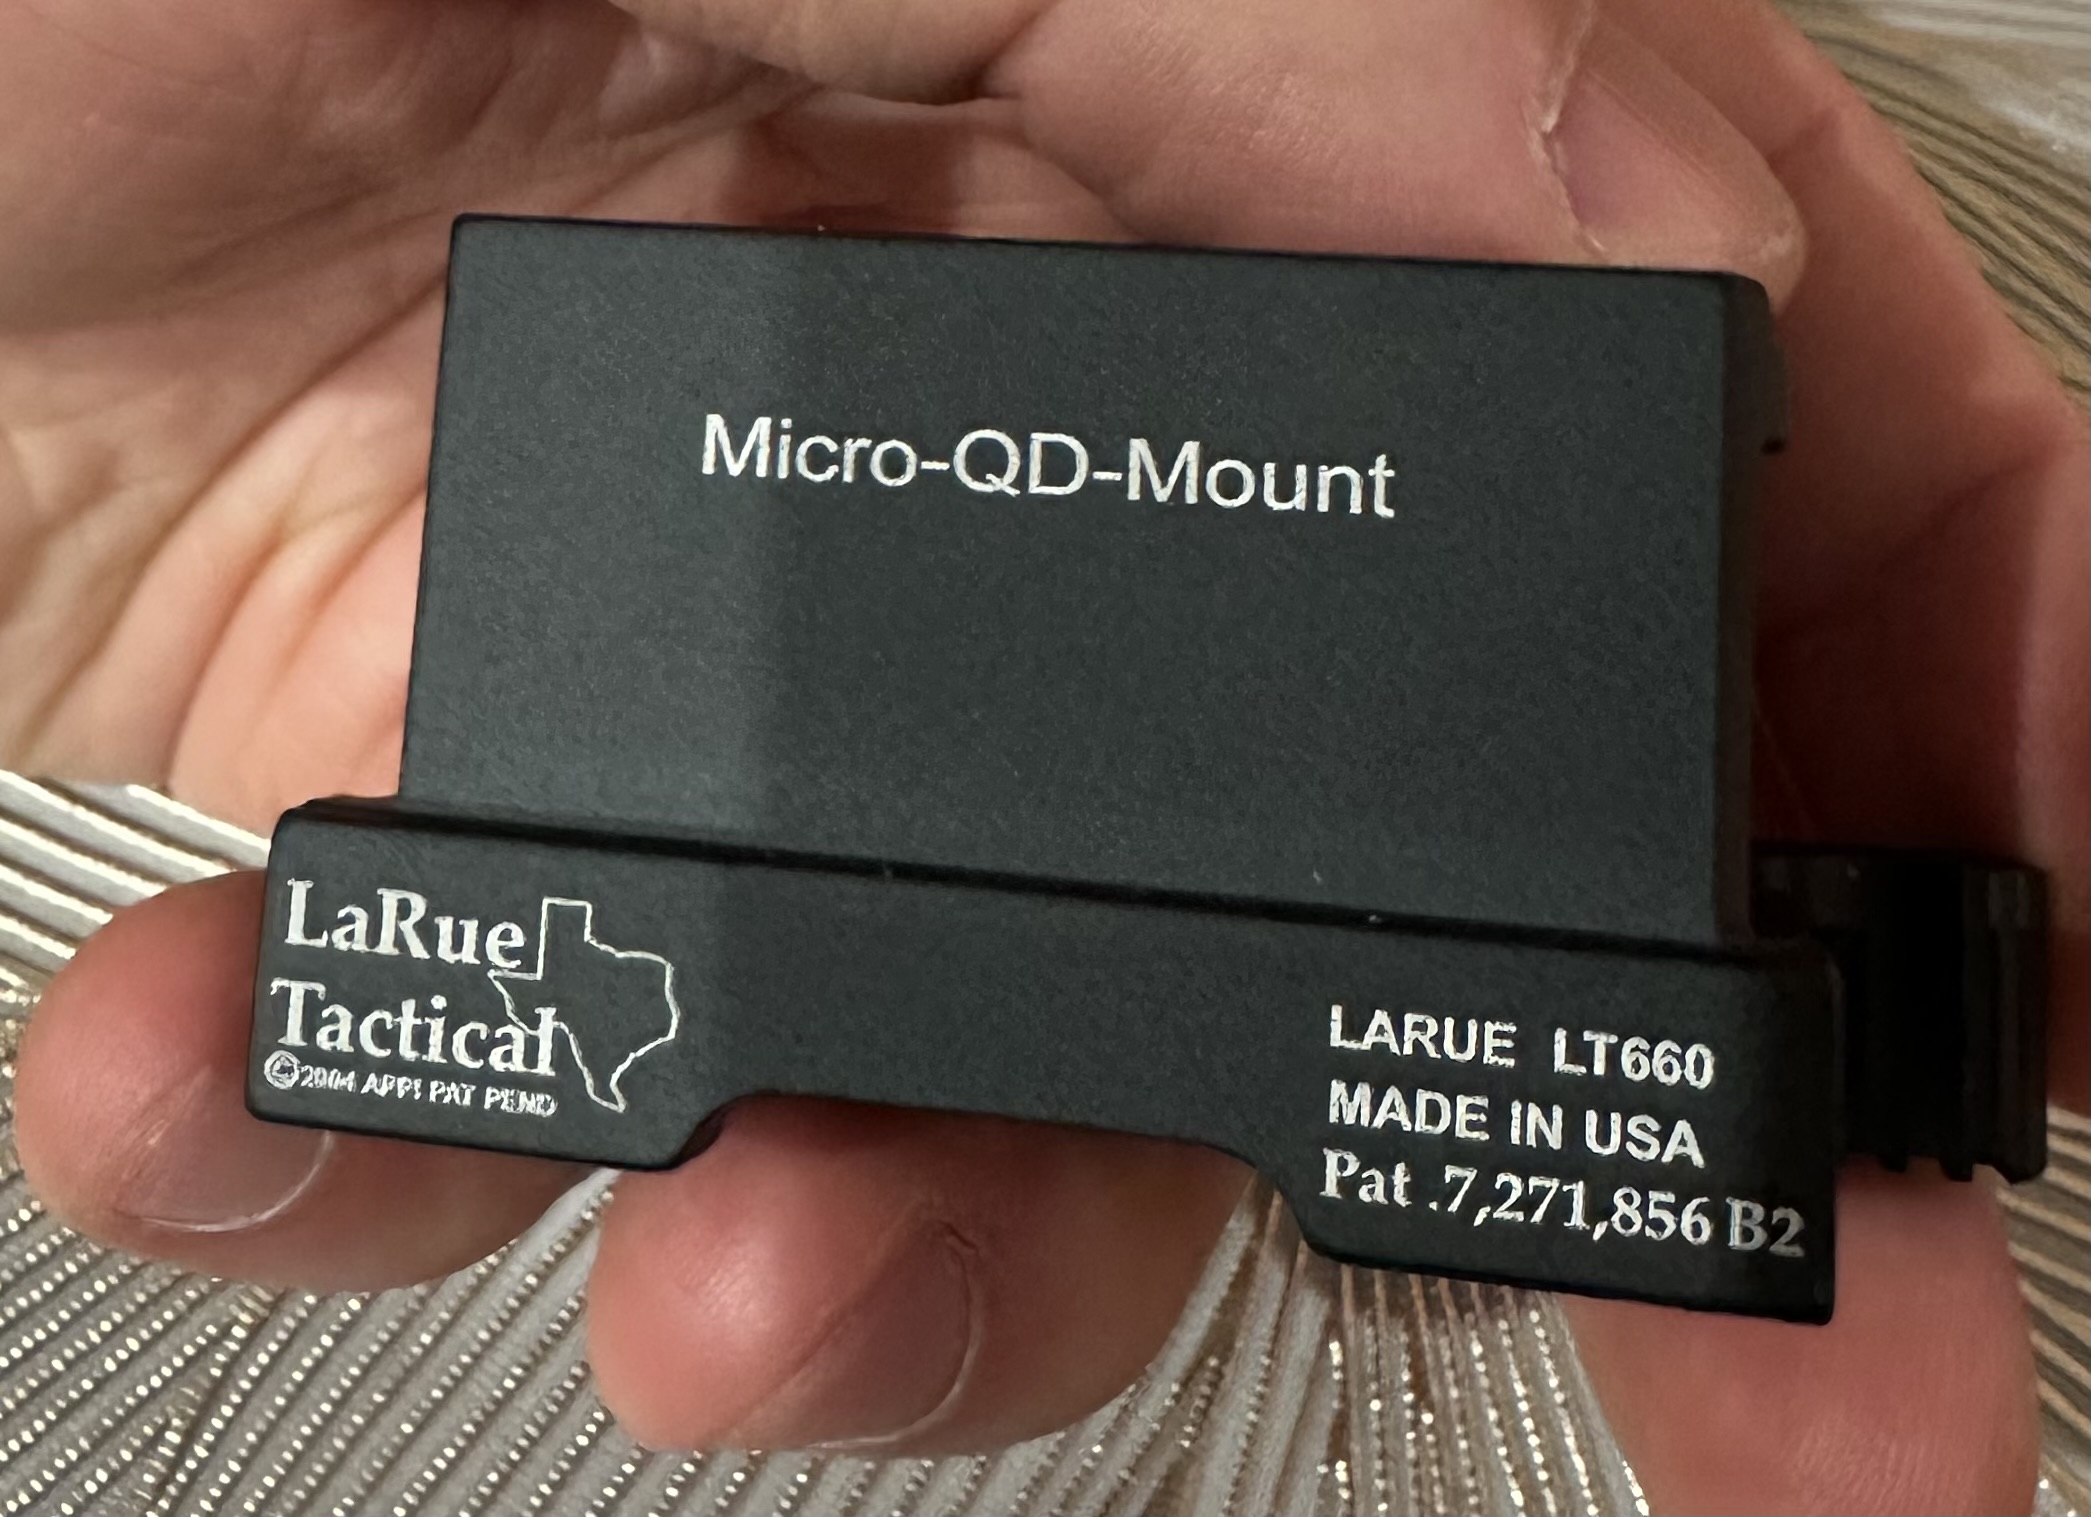 Micro-QD-Mount
LaRue
Tactical
©2004 APPL PAT PEND
LARUE LT660
MADE IN USA
Pat .7,271,856 B2